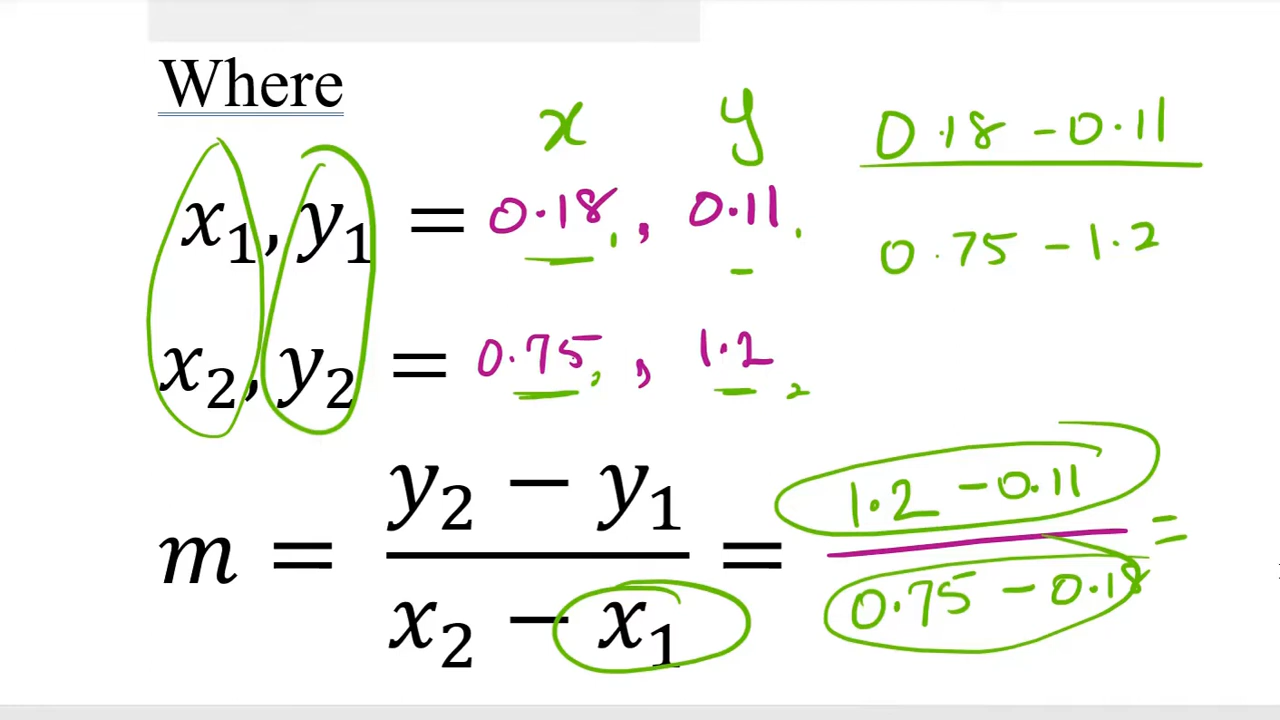 Where
x y
x₁, y₁ = 0.18, 0.11
0.18 - 0.11
0.75 - 1.2
x₂, y₂ = 0.75, 1.2
m = y₂ − y₁ / x₂ − x₁ = 1.2 - 0.11 / 0.75 - 0.18 =